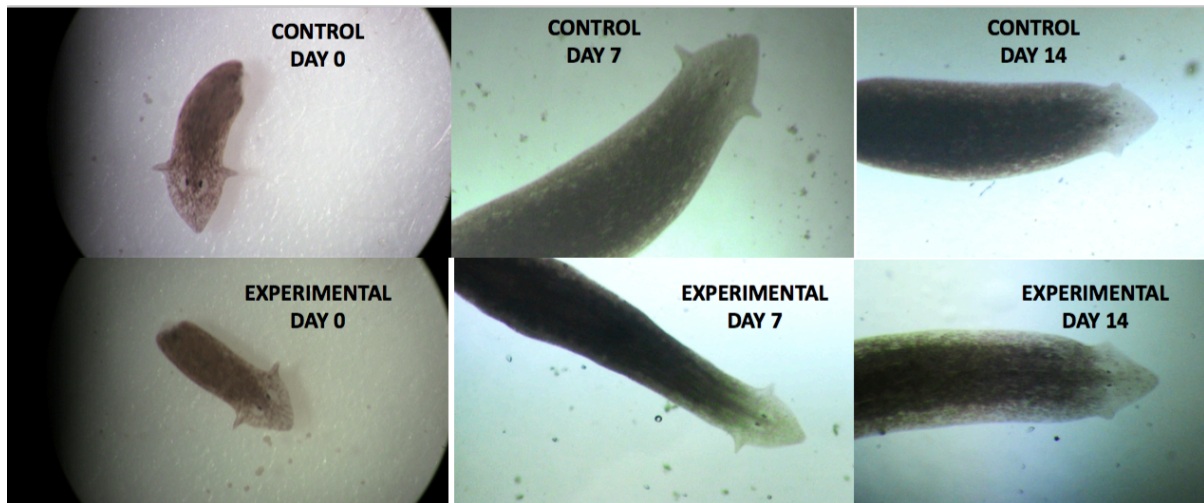 CONTROL
DAY 0
CONTROL
DAY 7
CONTROL
DAY 14
EXPERIMENTAL
DAY 0
EXPERIMENTAL
DAY 7
EXPERIMENTAL
DAY 14